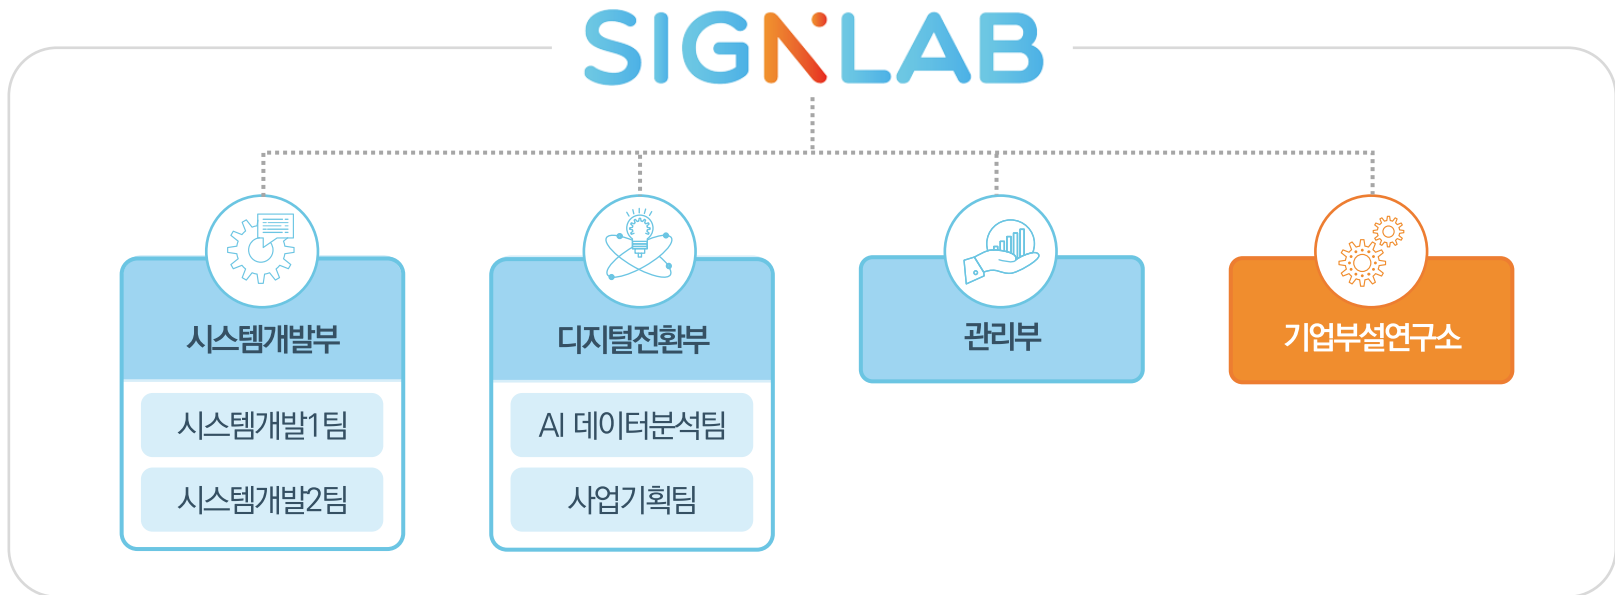 SIGNLAB
시스템개발부
시스템개발1팀
시스템개발2팀
디지털전환부
AI 데이터분석팀
사업기획팀
관리부
기업부설연구소